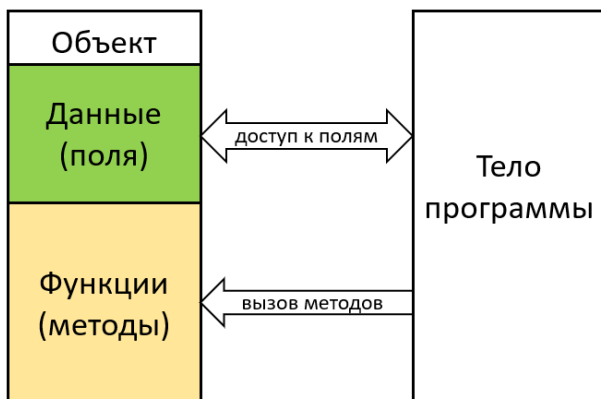 Объект
Данные
(поля)
доступ к полям
Тело
программы
Функции
(методы)
вызов методов